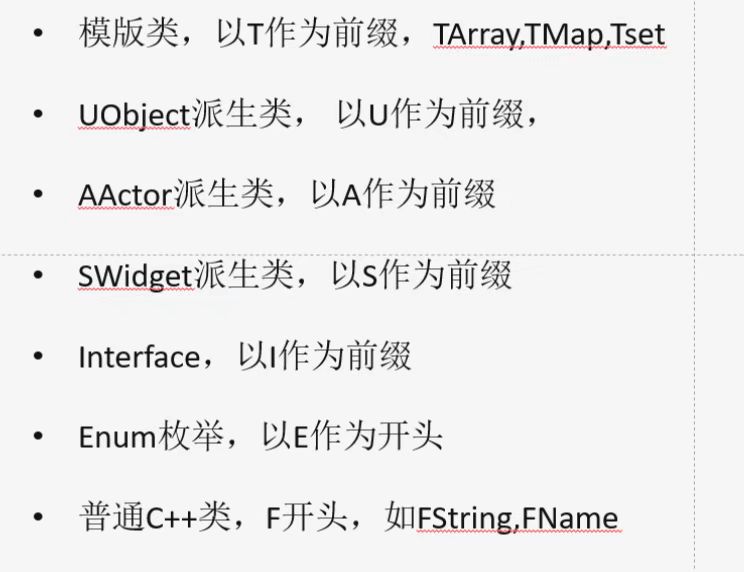 • 模版类，以T作为前缀，TArray,TMap,Tset
• UObject派生类， 以U作为前缀，
• AActor派生类，以A作为前缀
• SWidget派生类，以S作为前缀
• Interface，以I作为前缀
• Enum枚举，以E作为开头
• 普通C++类，F开头，如FString,FName